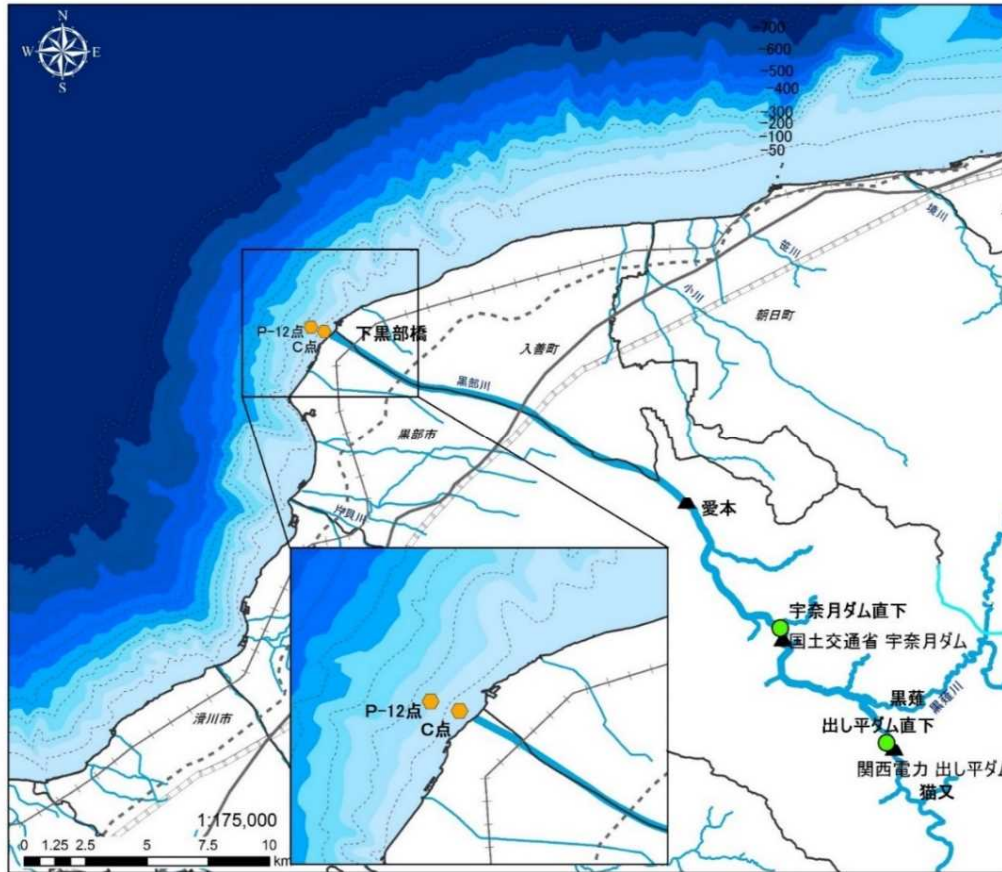 N
W
E
S
-700
-600
-500
-400
-300
-200
-100
-50
境川
笹川
小川
朝日町
P-12点
C点
下黒部橋
入善町
黒部川
黒部市
片貝川
愛本
宇奈月ダム直下
国土交通省 宇奈月ダム
黒薙
黒薙川
出し平ダム直下
関西電力 出し平ダム
猫又
滑川市
P-12点
C点
1:175,000
0 1.25 2.5 5 7.5 10
km